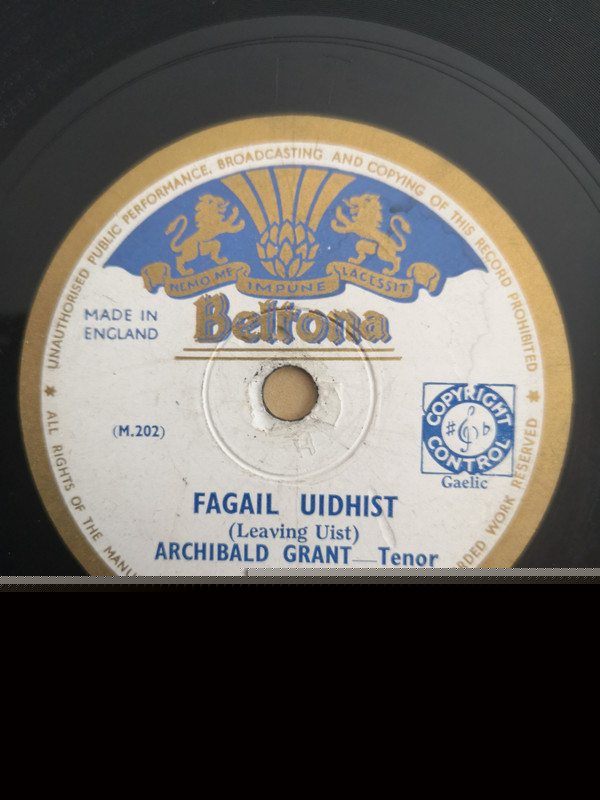 UNAUTHORISED PUBLIC PERFORMANCE, BROADCASTING AND COPYING OF THIS RECORD PROHIBITED
NEMO ME IMPUNE LACESSIT
Beltona
MADE IN
ENGLAND
(M.202)
COPYRIGHT
CONTROL
Gaelic
FAGAIL UIDHIST
(Leaving Uist)
ARCHIBALD GRANT—Tenor
ALL RIGHTS OF THE
WORK RESERVED